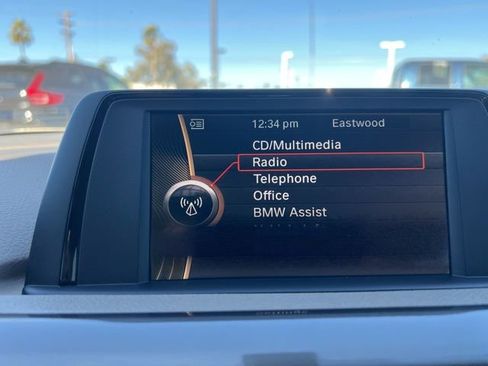 12:34 pm Eastwood
CD/Multimedia
Radio
Telephone
Office
BMW Assist